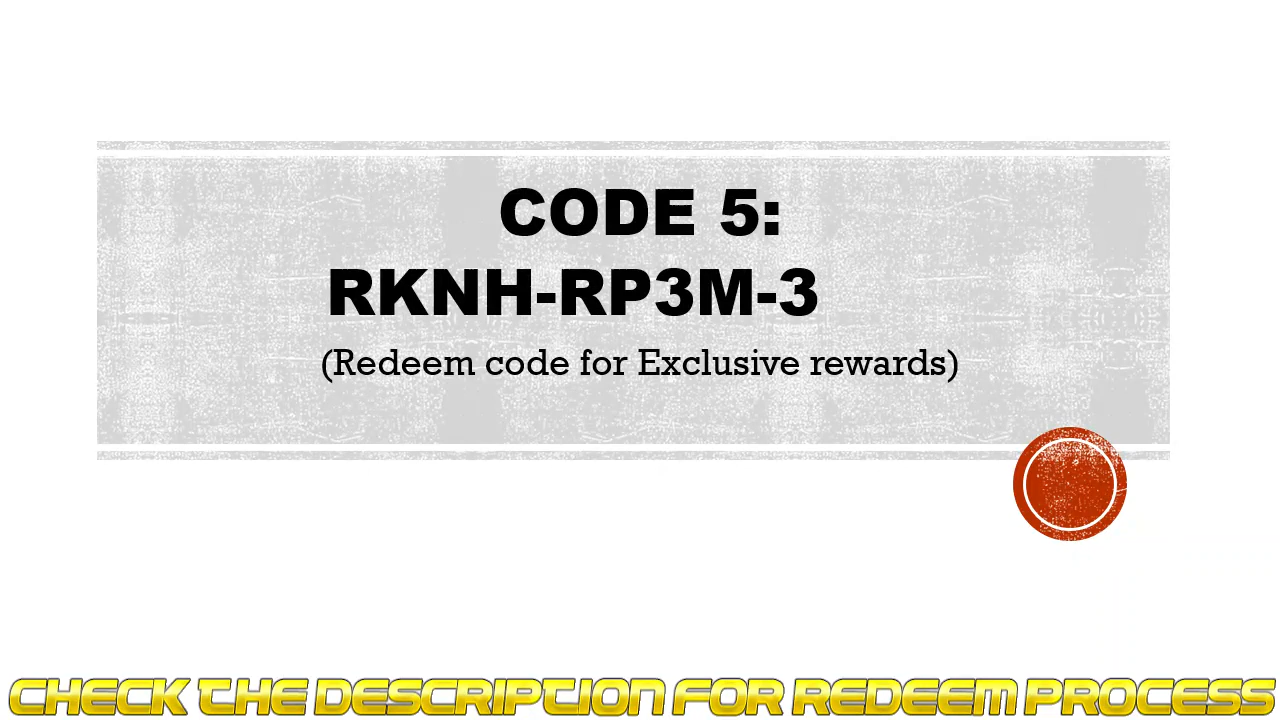 CODE 5:
RKNH-RP3M-3
(Redeem code for Exclusive rewards)
CHECK THE DESCRIPTION FOR REDEEM PROCESS